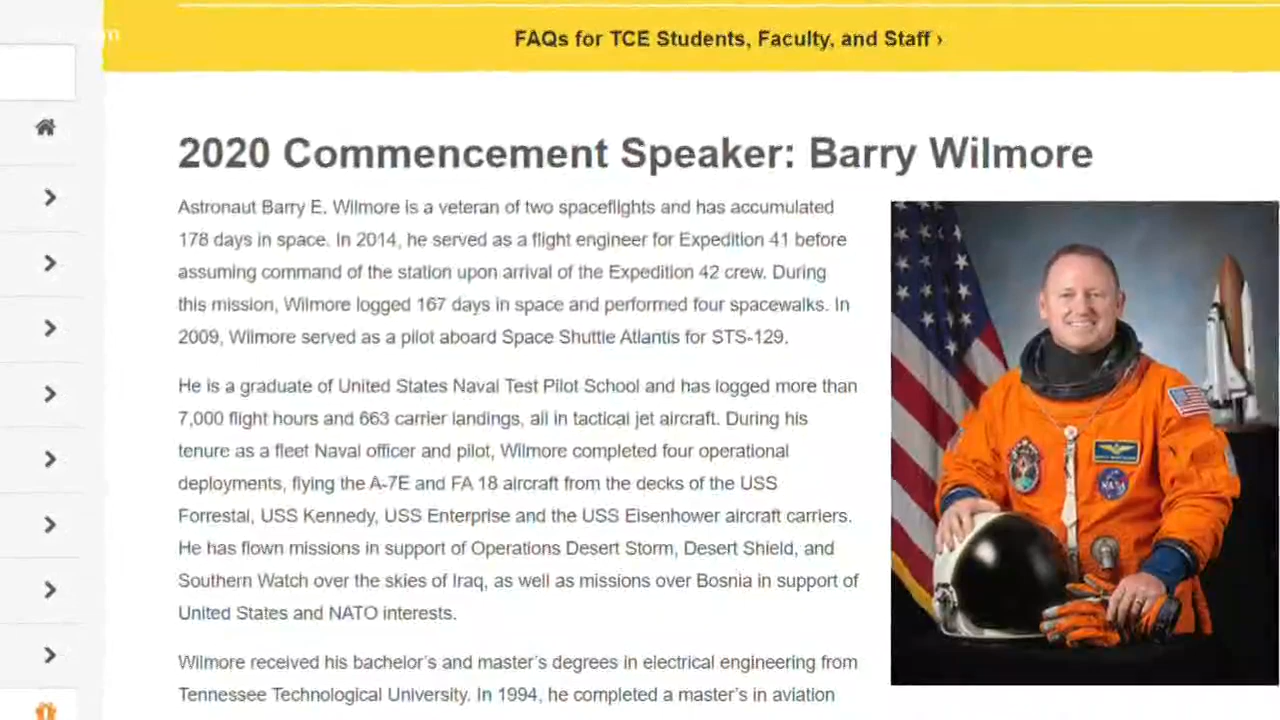 FAQs for TCE Students, Faculty, and Staff ›
2020 Commencement Speaker: Barry Wilmore
Astronaut Barry E. Wilmore is a veteran of two spaceflights and has accumulated
178 days in space. In 2014, he served as a flight engineer for Expedition 41 before
assuming command of the station upon arrival of the Expedition 42 crew. During
this mission, Wilmore logged 167 days in space and performed four spacewalks. In
2009, Wilmore served as a pilot aboard Space Shuttle Atlantis for STS-129.
He is a graduate of United States Naval Test Pilot School and has logged more than
7,000 flight hours and 663 carrier landings, all in tactical jet aircraft. During his
tenure as a fleet Naval officer and pilot, Wilmore completed four operational
deployments, flying the A-7E and FA 18 aircraft from the decks of the USS
Forrestal, USS Kennedy, USS Enterprise and the USS Eisenhower aircraft carriers.
He has flown missions in support of Operations Desert Storm, Desert Shield, and
Southern Watch over the skies of Iraq, as well as missions over Bosnia in support of
United States and NATO interests.
Wilmore received his bachelor's and master's degrees in electrical engineering from
Tennessee Technological University. In 1994, he completed a master's in aviation
NASA